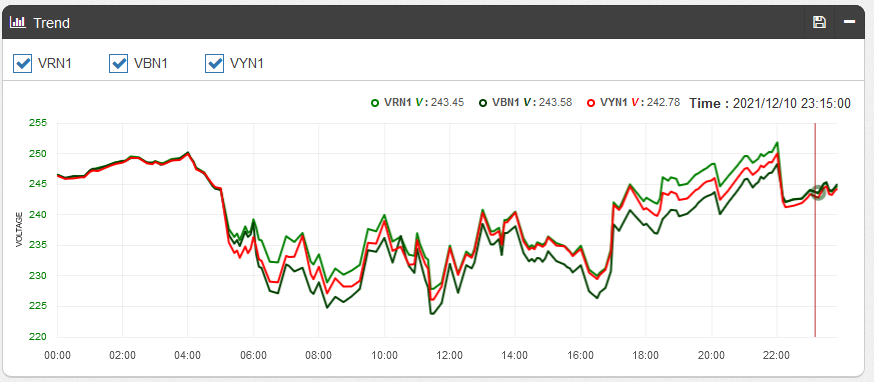 Trend
VRN1 VBN1 VYN1
VRN1 V : 243.45 VBN1 V : 243.58 VYN1 V : 242.78 Time : 2021/12/10 23:15:00
255
250
245
240
235
230
225
220
VOLTAGE
00:00 02:00 04:00 06:00 08:00 10:00 12:00 14:00 16:00 18:00 20:00 22:00